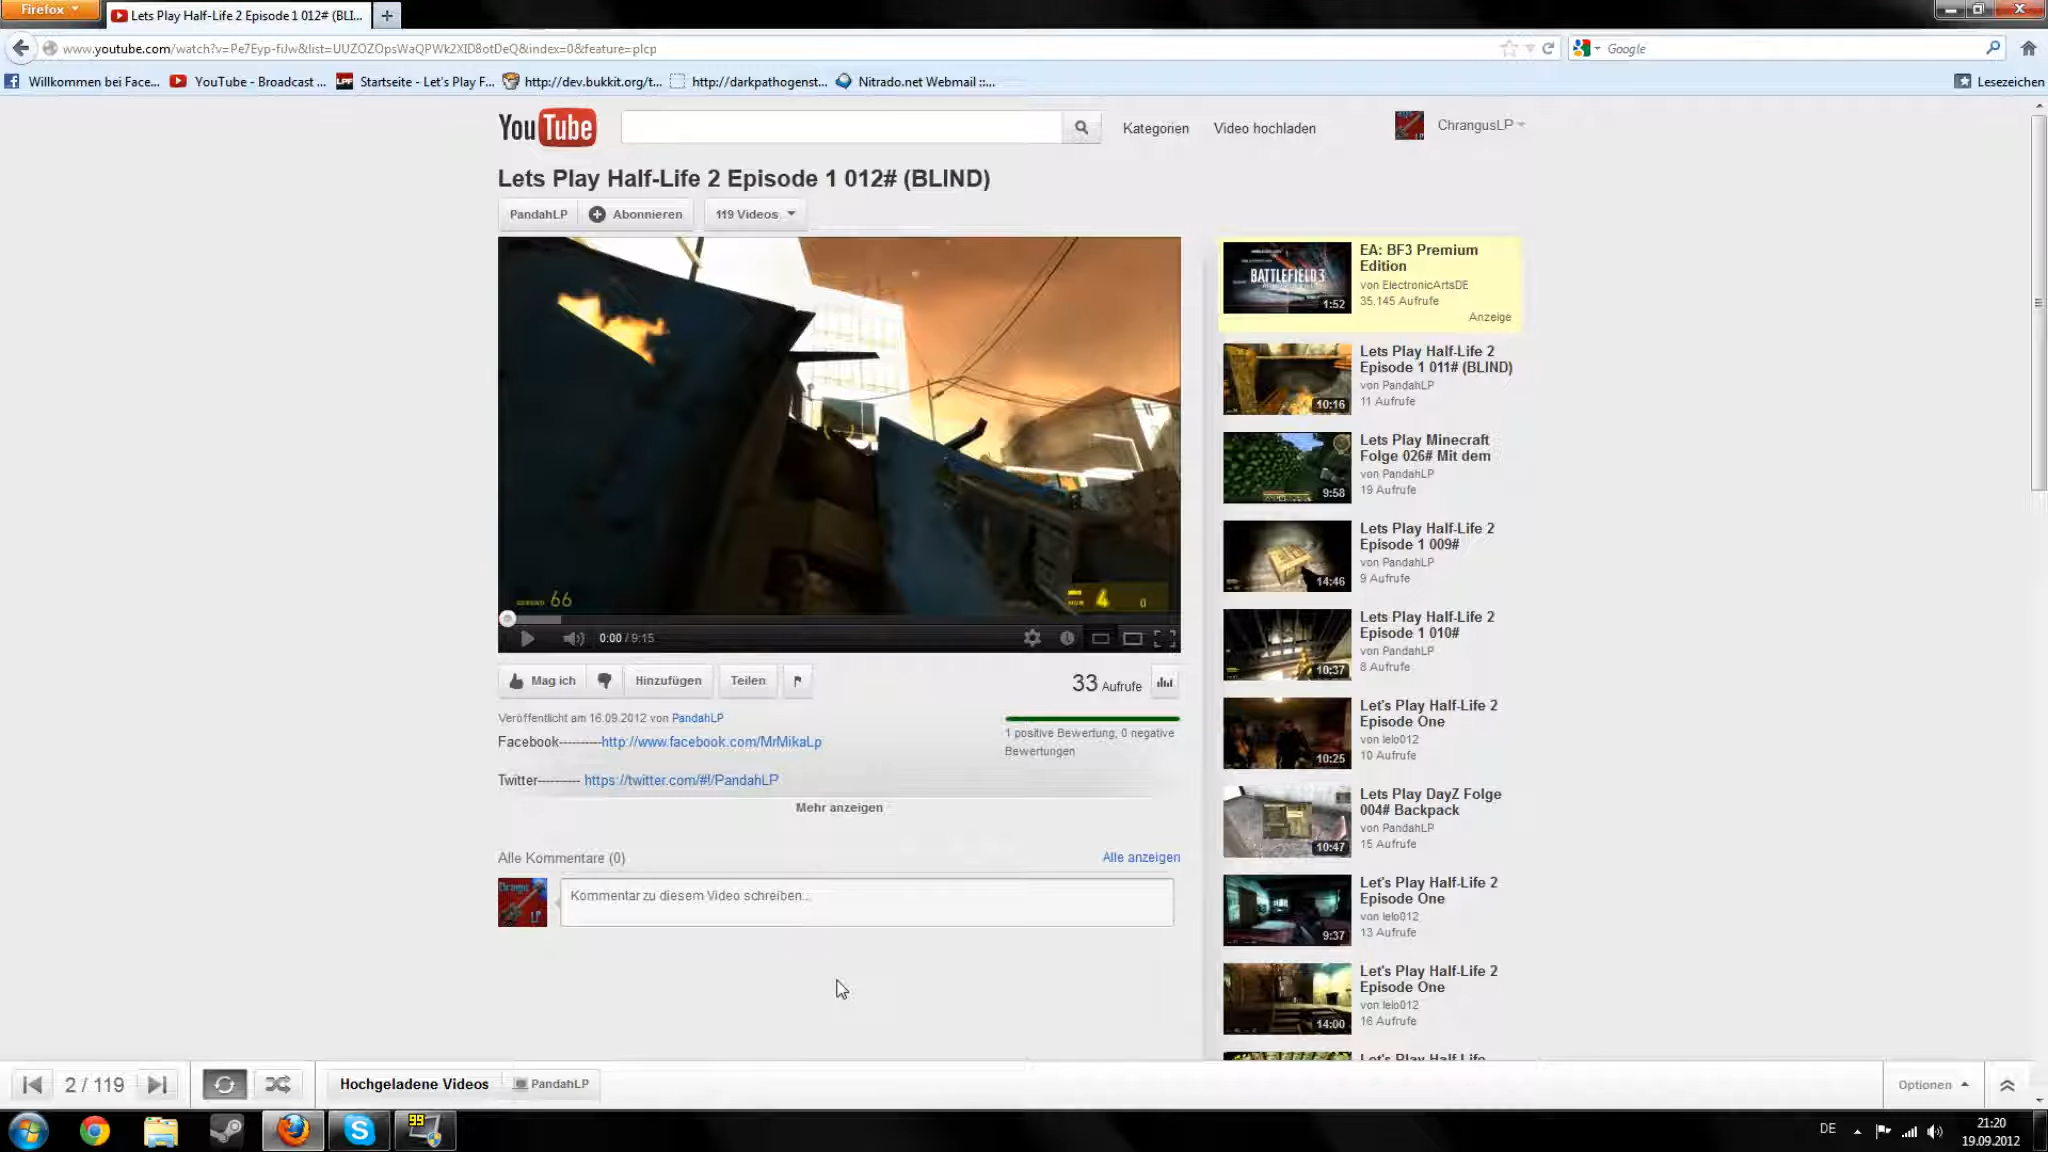 Firefox
Lets Play Half-Life 2 Episode 1 012# (BLI...
www.youtube.com/watch?v=Pe7Eyp-fiJw&list=UUZOZOpsWaQPWk2XID8otDeQ&index=0&feature=plcp
Google
Willkommen bei Face...
YouTube - Broadcast ...
LPF
Startseite - Let's Play F...
http://dev.bukkit.org/t...
http://darkpathogenst...
Nitrado.net Webmail ::...
Lesezeichen
YouTube
Kategorien
Video hochladen
ChrangusLP
Lets Play Half-Life 2 Episode 1 012# (BLIND)
PandahLP
Abonnieren
119 Videos
66
4
0
0:00 / 9:15
Mag ich
Hinzufügen
Teilen
33 Aufrufe
Veröffentlicht am 16.09.2012 von PandahLP
1 positive Bewertung, 0 negative
Bewertungen
Facebook----------http://www.facebook.com/MrMikaLp
Twitter---------- https://twitter.com/#!/PandahLP
Mehr anzeigen
Alle Kommentare (0)
Alle anzeigen
LP
Kommentar zu diesem Video schreiben...
BATTLEFIELD 3
1:52
EA: BF3 Premium
Edition
von ElectronicArtsDE
35.145 Aufrufe
Anzeige
10:16
Lets Play Half-Life 2
Episode 1 011# (BLIND)
von PandahLP
11 Aufrufe
9:58
Lets Play Minecraft
Folge 026# Mit dem
von PandahLP
19 Aufrufe
14:46
Lets Play Half-Life 2
Episode 1 009#
von PandahLP
9 Aufrufe
10:37
Lets Play Half-Life 2
Episode 1 010#
von PandahLP
8 Aufrufe
10:25
Let's Play Half-Life 2
Episode One
von lelo012
10 Aufrufe
10:47
Lets Play DayZ Folge
004# Backpack
von PandahLP
15 Aufrufe
9:37
Let's Play Half-Life 2
Episode One
von lelo012
13 Aufrufe
14:00
Let's Play Half-Life 2
Episode One
von lelo012
16 Aufrufe
Let's Play Half-Life
2 / 119
Hochgeladene Videos
PandahLP
Optionen
99
DE
21:20
19.09.2012